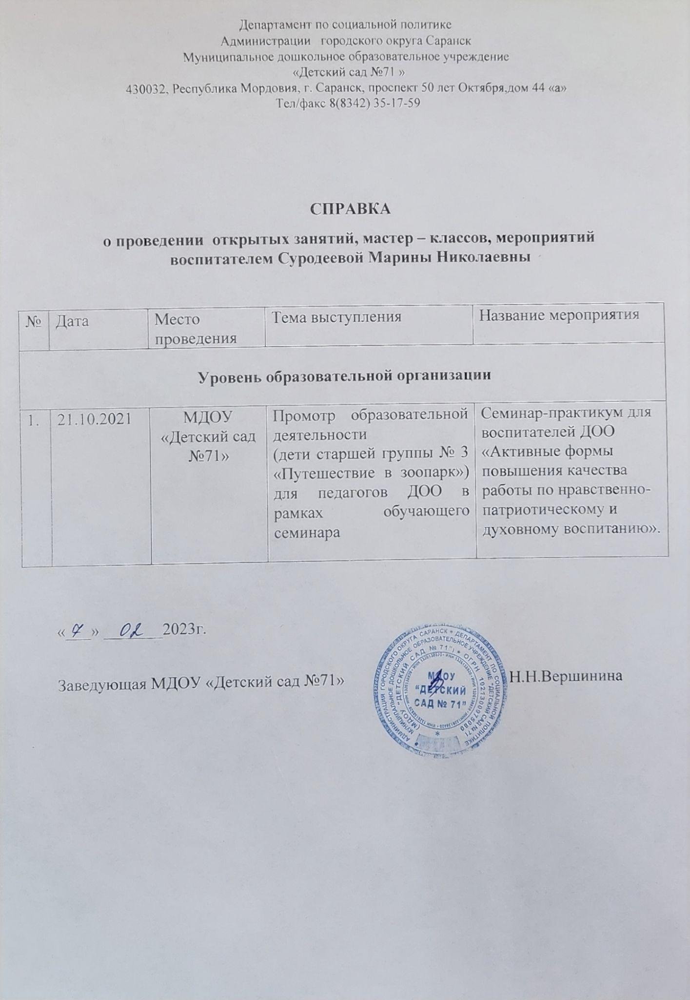 Департамент по социальной политике
Администрации городского округа Саранск
Муниципальное дошкольное образовательное учреждение
«Детский сад №71 »
430032, Республика Мордовия, г. Саранск, проспект 50 лет Октября,дом 44 «а»
Тел/факс 8(8342) 35-17-59
СПРАВКА
о проведении открытых занятий, мастер – классов, мероприятий
воспитателем Суродеевой Марины Николаевны
№ Дата Место проведения Тема выступления Название мероприятия
Уровень образовательной организации
1.
21.10.2021
МДОУ
«Детский сад
№71»
Промотр образовательной
деятельности
(дети старшей группы № 3
«Путешествие в зоопарк»)
для педагогов ДОО в
рамках обучающего
семинара
Семинар-практикум для
воспитателей ДОО
«Активные формы
повышения качества
работы по нравственно-
патриотическому и
духовному воспитанию».
« 7 » 02 2023г.
Заведующая МДОУ «Детский сад №71»
Н.Н.Вершинина
АДМИНИСТРАЦИЯ ГОРОДСКОГО ОКРУГА САРАНСК * ДЕПАРТАМЕНТ ПО СОЦИАЛЬНОЙ ПОЛИТИКЕ
МУНИЦИПАЛЬНОЕ ДОШКОЛЬНОЕ ОБРАЗОВАТЕЛЬНОЕ УЧРЕЖДЕНИЕ "ДЕТСКИЙ САД № 71
(МДОУ "ДЕТСКИЙ САД № 71") * ОГРН 1021300975080
МДОУ
“ДЕТСКИЙ
САД № 71”